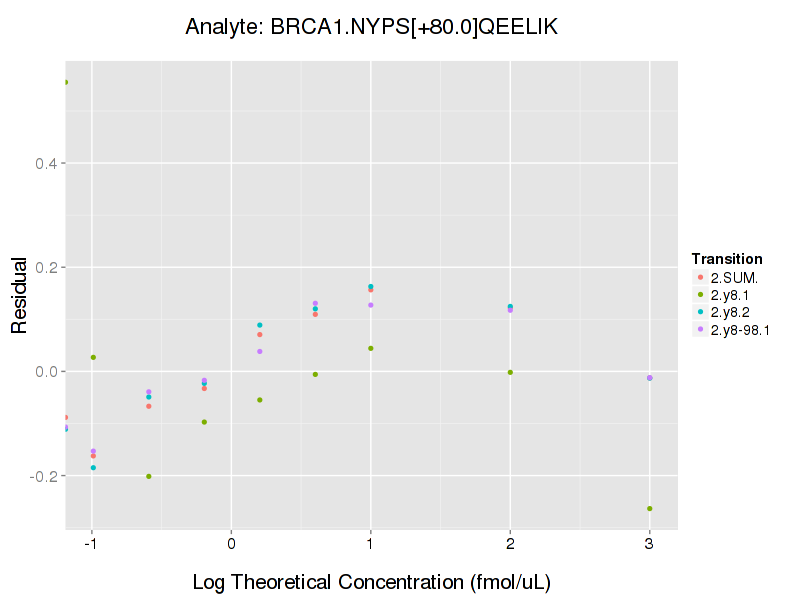 Analyte: BRCA1.NYPS[+80.0]QEELIK
Residual
0.4
0.2
0.0
-0.2
-1
0
1
2
3
Log Theoretical Concentration (fmol/uL)
Transition
2.SUM.
2.y8.1
2.y8.2
2.y8-98.1